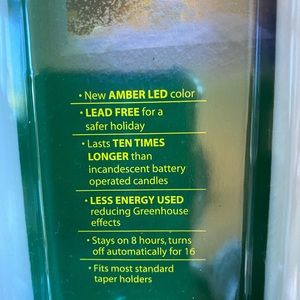 • New AMBER LED color
• LEAD FREE for a
safer holiday
• Lasts TEN TIMES
LONGER than
incandescent battery
operated candles
• LESS ENERGY USED
reducing Greenhouse
effects
• Stays on 8 hours, turns
off automatically for 16
• Fits most standard
taper holders